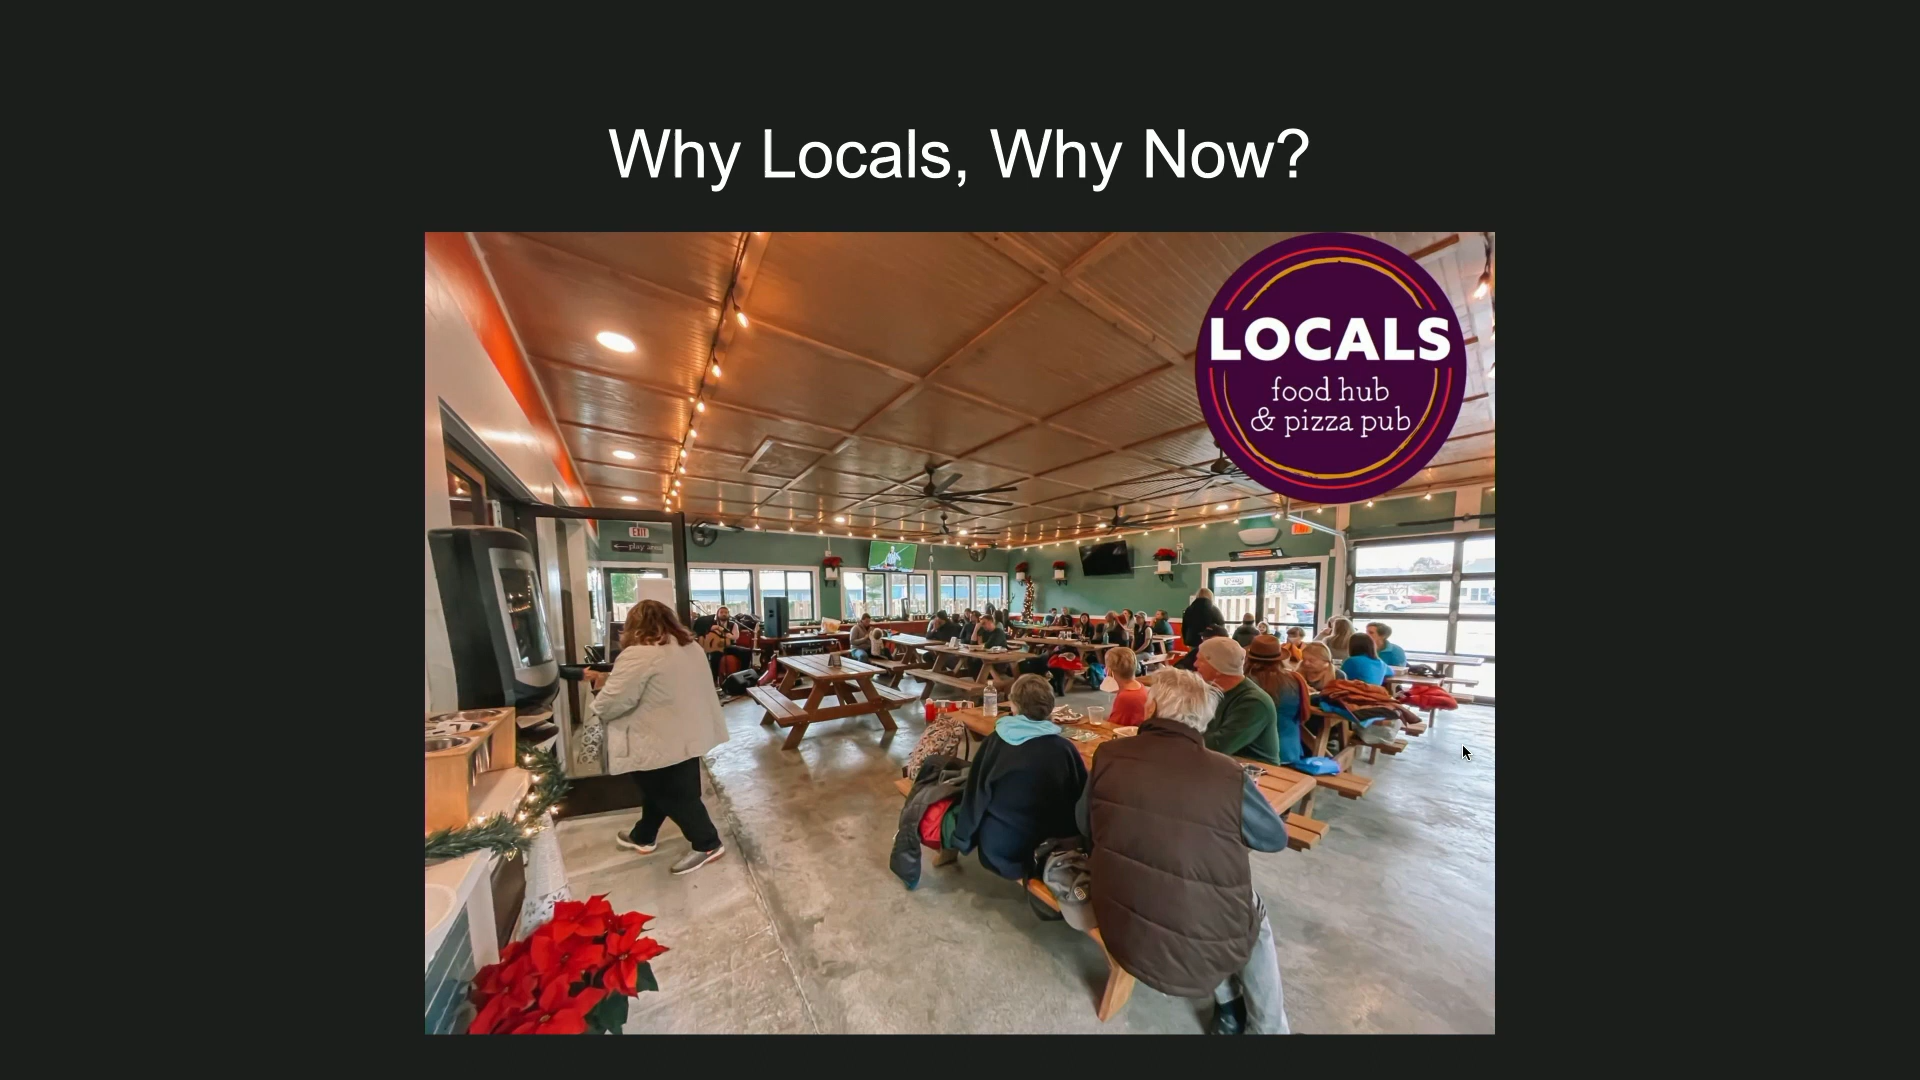 Why Locals, Why Now?
LOCALS
food hub
& pizza pub
EXIT
← play area